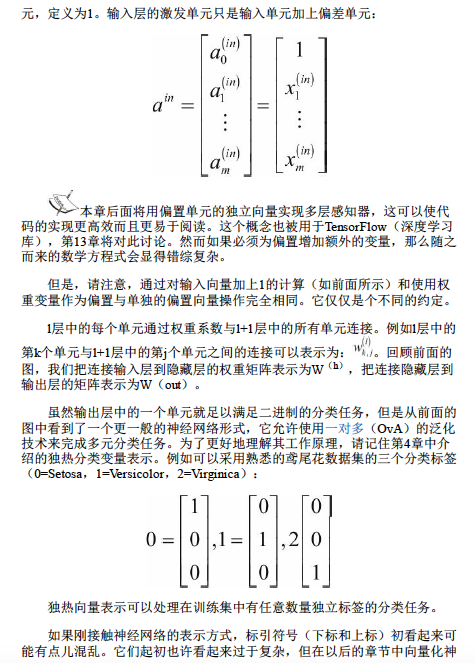 元，定义为1。输入层的激发单元只是输入单元加上偏差单元：
a^{in} = [a_0^{(in)} a_1^{(in)} ⋮ a_m^{(in)}] = [1 x_1^{(in)} ⋮ x_m^{(in)}]
本章后面将用偏置单元的独立向量实现多层感知器，这可以使代
码的实现更高效而且更易于阅读。这个概念也被用于TensorFlow（深度学习
库），第13章将对此讨论。然而如果必须为偏置增加额外的变量，那么随之
而来的数学方程式会显得错综复杂。
但是，请注意，通过对输入向量加上1的计算（如前面所示）和使用权
重变量作为偏置与单独的偏置向量操作完全相同。它仅仅是个不同的约定。
l层中的每个单元通过权重系数与l+1层中的所有单元连接。例如l层中的
第k个单元与l+1层中的第j个单元之间的连接可以表示为：w_{k,j}^{(l)}。回顾前面的
图，我们把连接输入层到隐藏层的权重矩阵表示为W^{（h）}，把连接隐藏层到
输出层的矩阵表示为W（out）。
虽然输出层中的一个单元就足以满足二进制的分类任务，但是从前面的
图中看到了一个更一般的神经网络形式，它允许使用一对多（OvA）的泛化
技术来完成多元分类任务。为了更好地理解其工作原理，请记住第4章中介
绍的独热分类变量表示。例如可以采用熟悉的鸢尾花数据集的三个分类标签
（0=Setosa，1=Versicolor，2=Virginica）：
0 = [1 0 0], 1 = [0 1 0], 2 [0 0 1]
独热向量表示可以处理在训练集中有任意数量独立标签的分类任务。
如果刚接触神经网络的表示方式，标引符号（下标和上标）初看起来可
能有点儿混乱。它们起初也许看起来过于复杂，但在以后的章节中向量化神